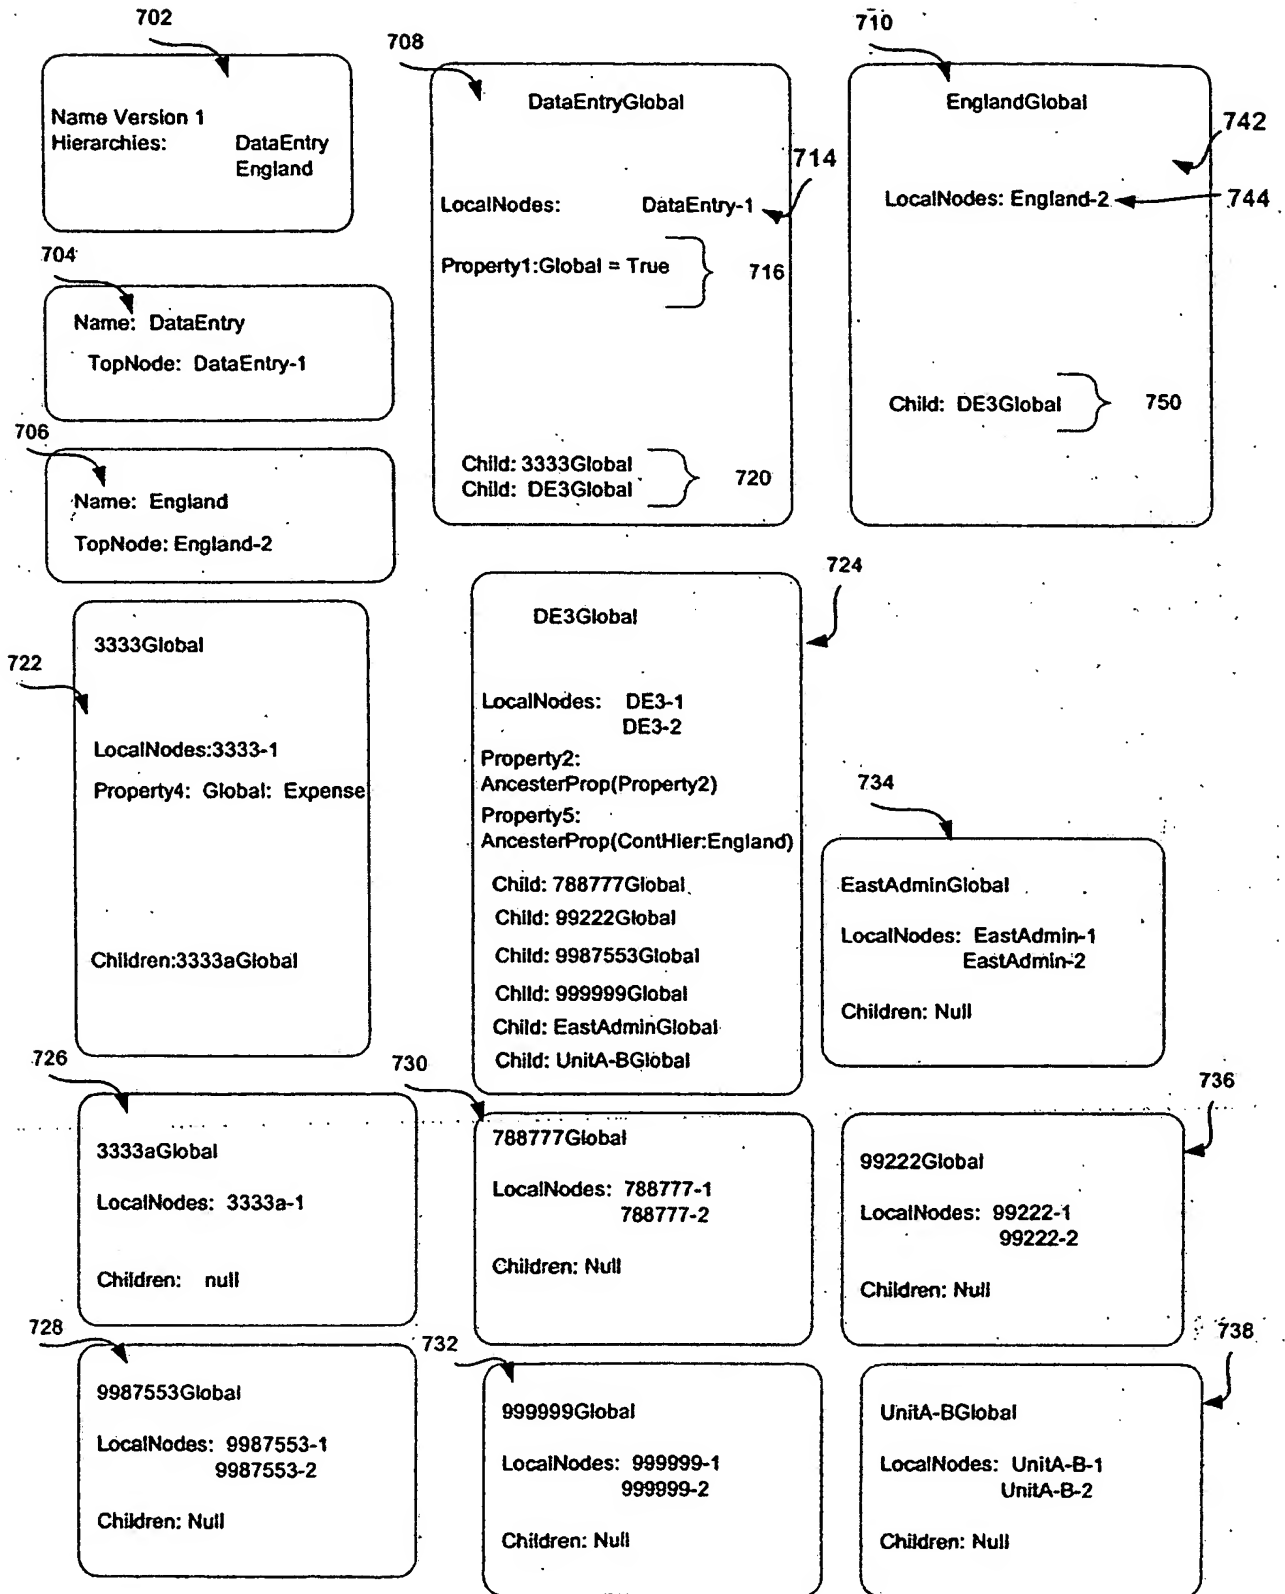 702
Name Version 1
Hierarchies: DataEntry
England
704
Name: DataEntry
TopNode: DataEntry-1
706
Name: England
TopNode: England-2
708
DataEntryGlobal
714
LocalNodes: DataEntry-1
Property1:Global = True
716
Child: 3333Global
Child: DE3Global
720
710
EnglandGlobal
742
LocalNodes: England-2
744
Child: DE3Global
750
722
3333Global
LocalNodes:3333-1
Property4: Global: Expense
Children:3333aGlobal
724
DE3Global
LocalNodes: DE3-1
DE3-2
Property2:
AncesterProp(Property2)
Property5:
AncesterProp(ContHier:England)
Child: 788777Global
Child: 99222Global
Child: 9987553Global
Child: 999999Global
Child: EastAdminGlobal
Child: UnitA-BGlobal
734
EastAdminGlobal
LocalNodes: EastAdmin-1
EastAdmin-2
Children: Null
726
3333aGlobal
LocalNodes: 3333a-1
Children: null
730
788777Global
LocalNodes: 788777-1
788777-2
Children: Null
736
99222Global
LocalNodes: 99222-1
99222-2
Children: Null
728
9987553Global
LocalNodes: 9987553-1
9987553-2
Children: Null
732
999999Global
LocalNodes: 999999-1
999999-2
Children: Null
738
UnitA-BGlobal
LocalNodes: UnitA-B-1
UnitA-B-2
Children: Null